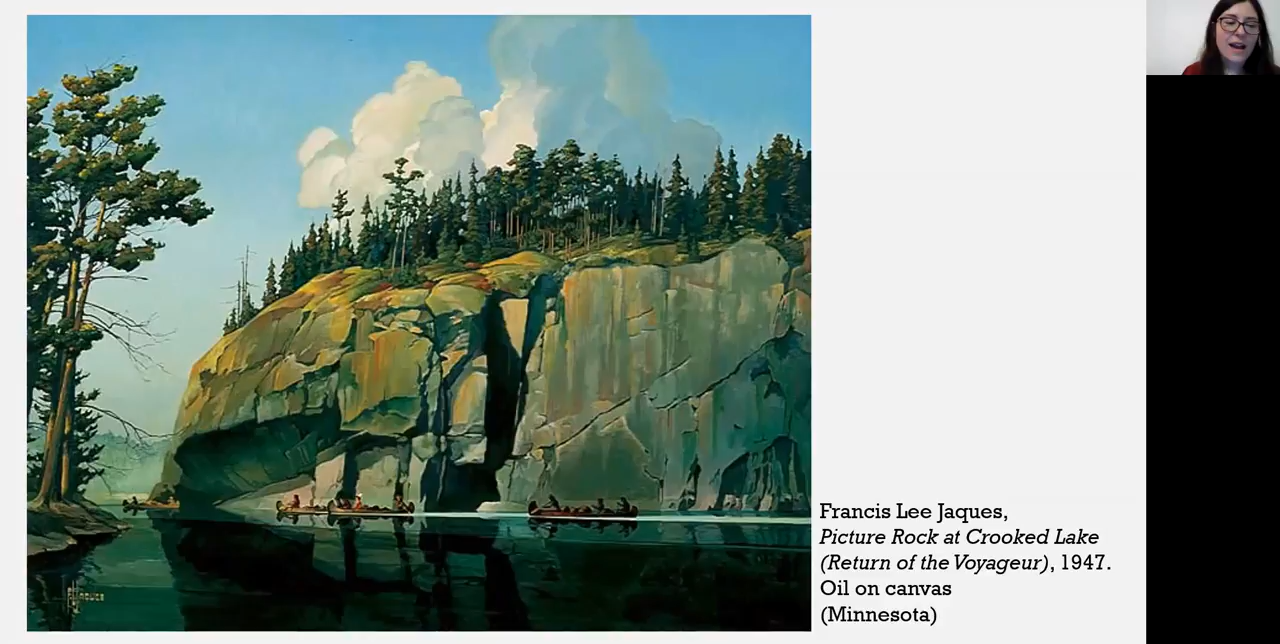 Francis Lee Jaques,
Picture Rock at Crooked Lake
(Return of the Voyageur), 1947.
Oil on canvas
(Minnesota)